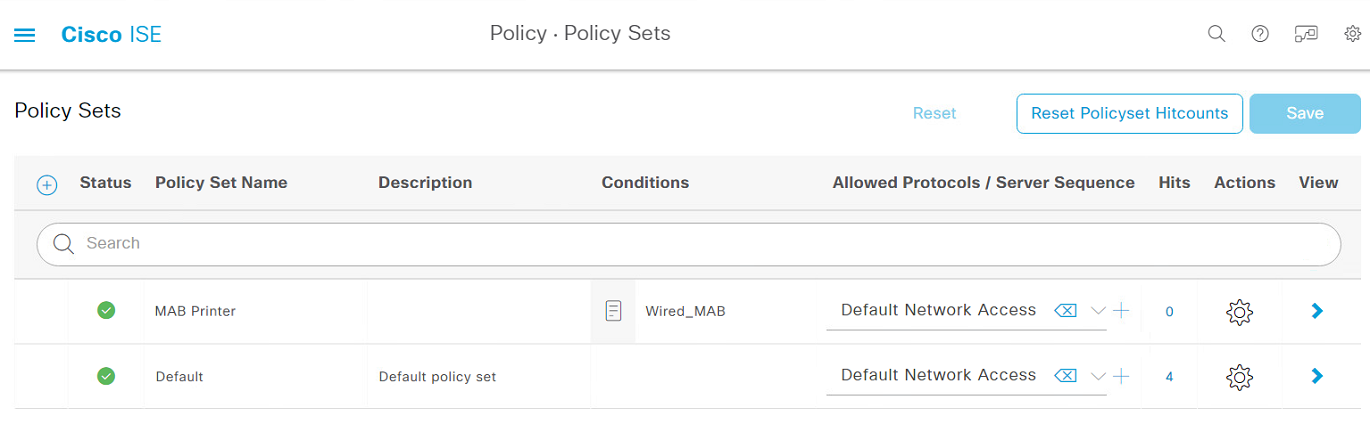 Cisco ISE
Policy · Policy Sets
Policy Sets
Reset
Reset Policyset Hitcounts
Save
Status Policy Set Name Description Conditions Allowed Protocols / Server Sequence Hits Actions View
Search
MAB Printer Wired_MAB Default Network Access 0
Default Default policy set Default Network Access 4